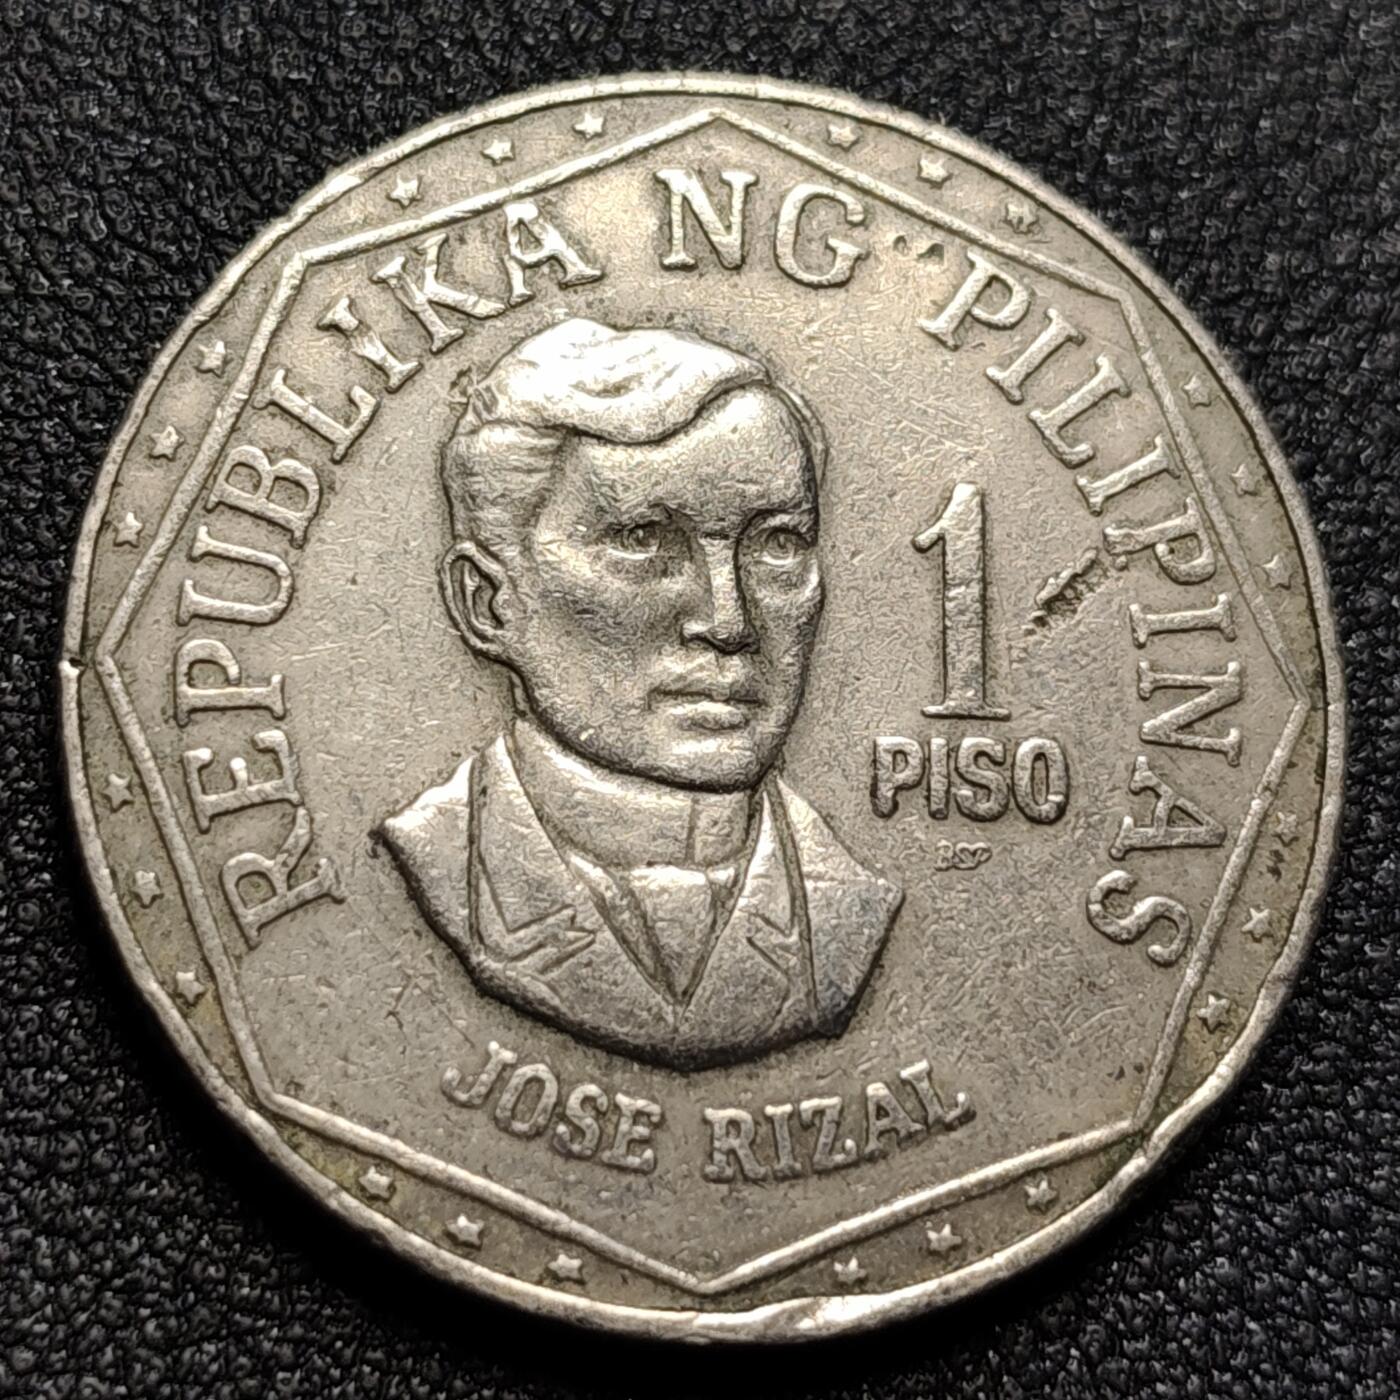 REPUBLIKA NG PILIPINAS
1
PISO
BSP
JOSE RIZAL